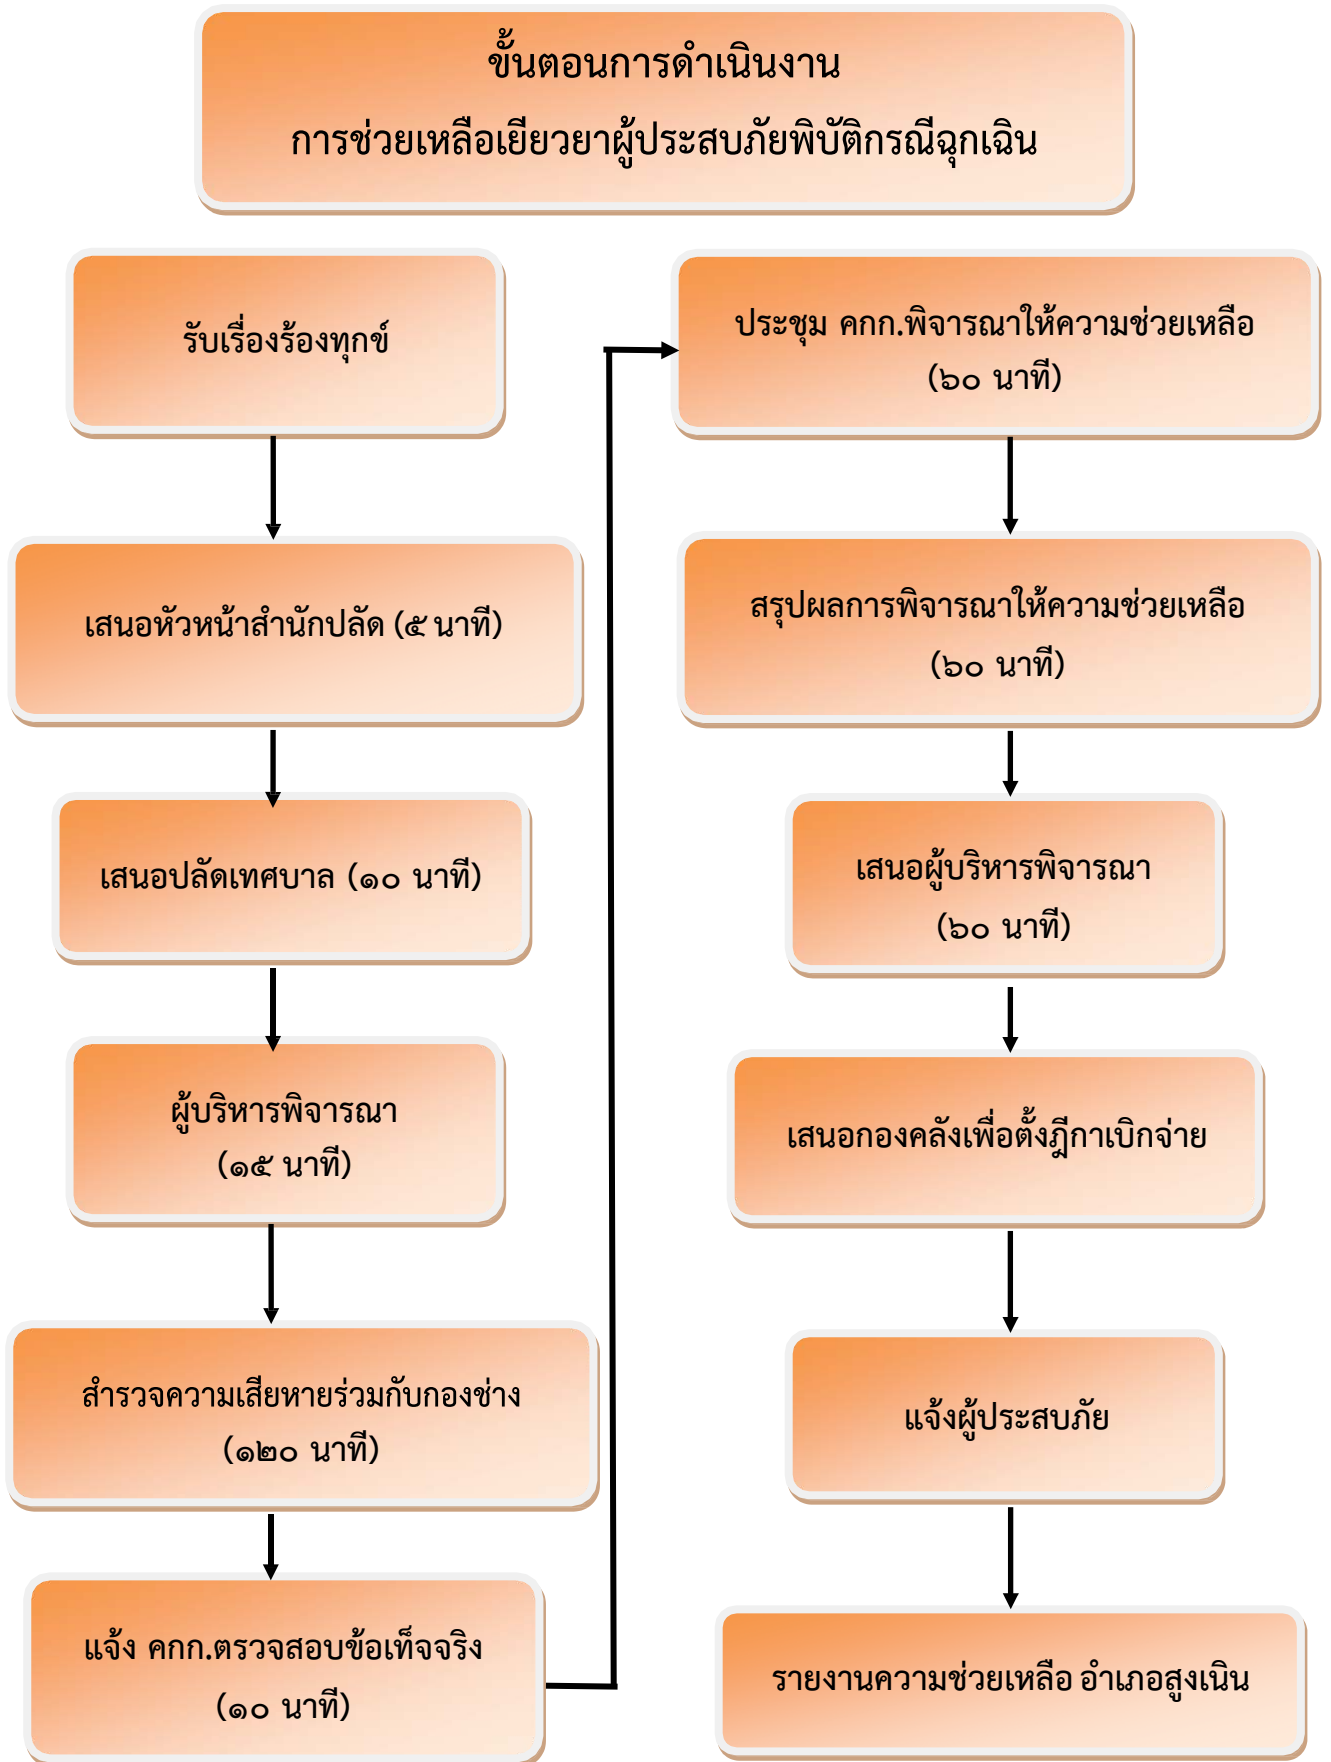 ขั้นตอนการดำเนินงาน
การช่วยเหลือเยียวยาผู้ประสบภัยพิบัติกรณีฉุกเฉิน
รับเรื่องร้องทุกข์
เสนอหัวหน้าสำนักปลัด (๕ นาที)
เสนอปลัดเทศบาล (๑๐ นาที)
ผู้บริหารพิจารณา
(๑๕ นาที)
สำรวจความเสียหายร่วมกับกองช่าง
(๑๒๐ นาที)
แจ้ง คกก.ตรวจสอบข้อเท็จจริง
(๑๐ นาที)
ประชุม คกก.พิจารณาให้ความช่วยเหลือ
(๖๐ นาที)
สรุปผลการพิจารณาให้ความช่วยเหลือ
(๖๐ นาที)
เสนอผู้บริหารพิจารณา
(๖๐ นาที)
เสนอกองคลังเพื่อตั้งฎีกาเบิกจ่าย
แจ้งผู้ประสบภัย
รายงานความช่วยเหลือ อำเภอสูงเนิน